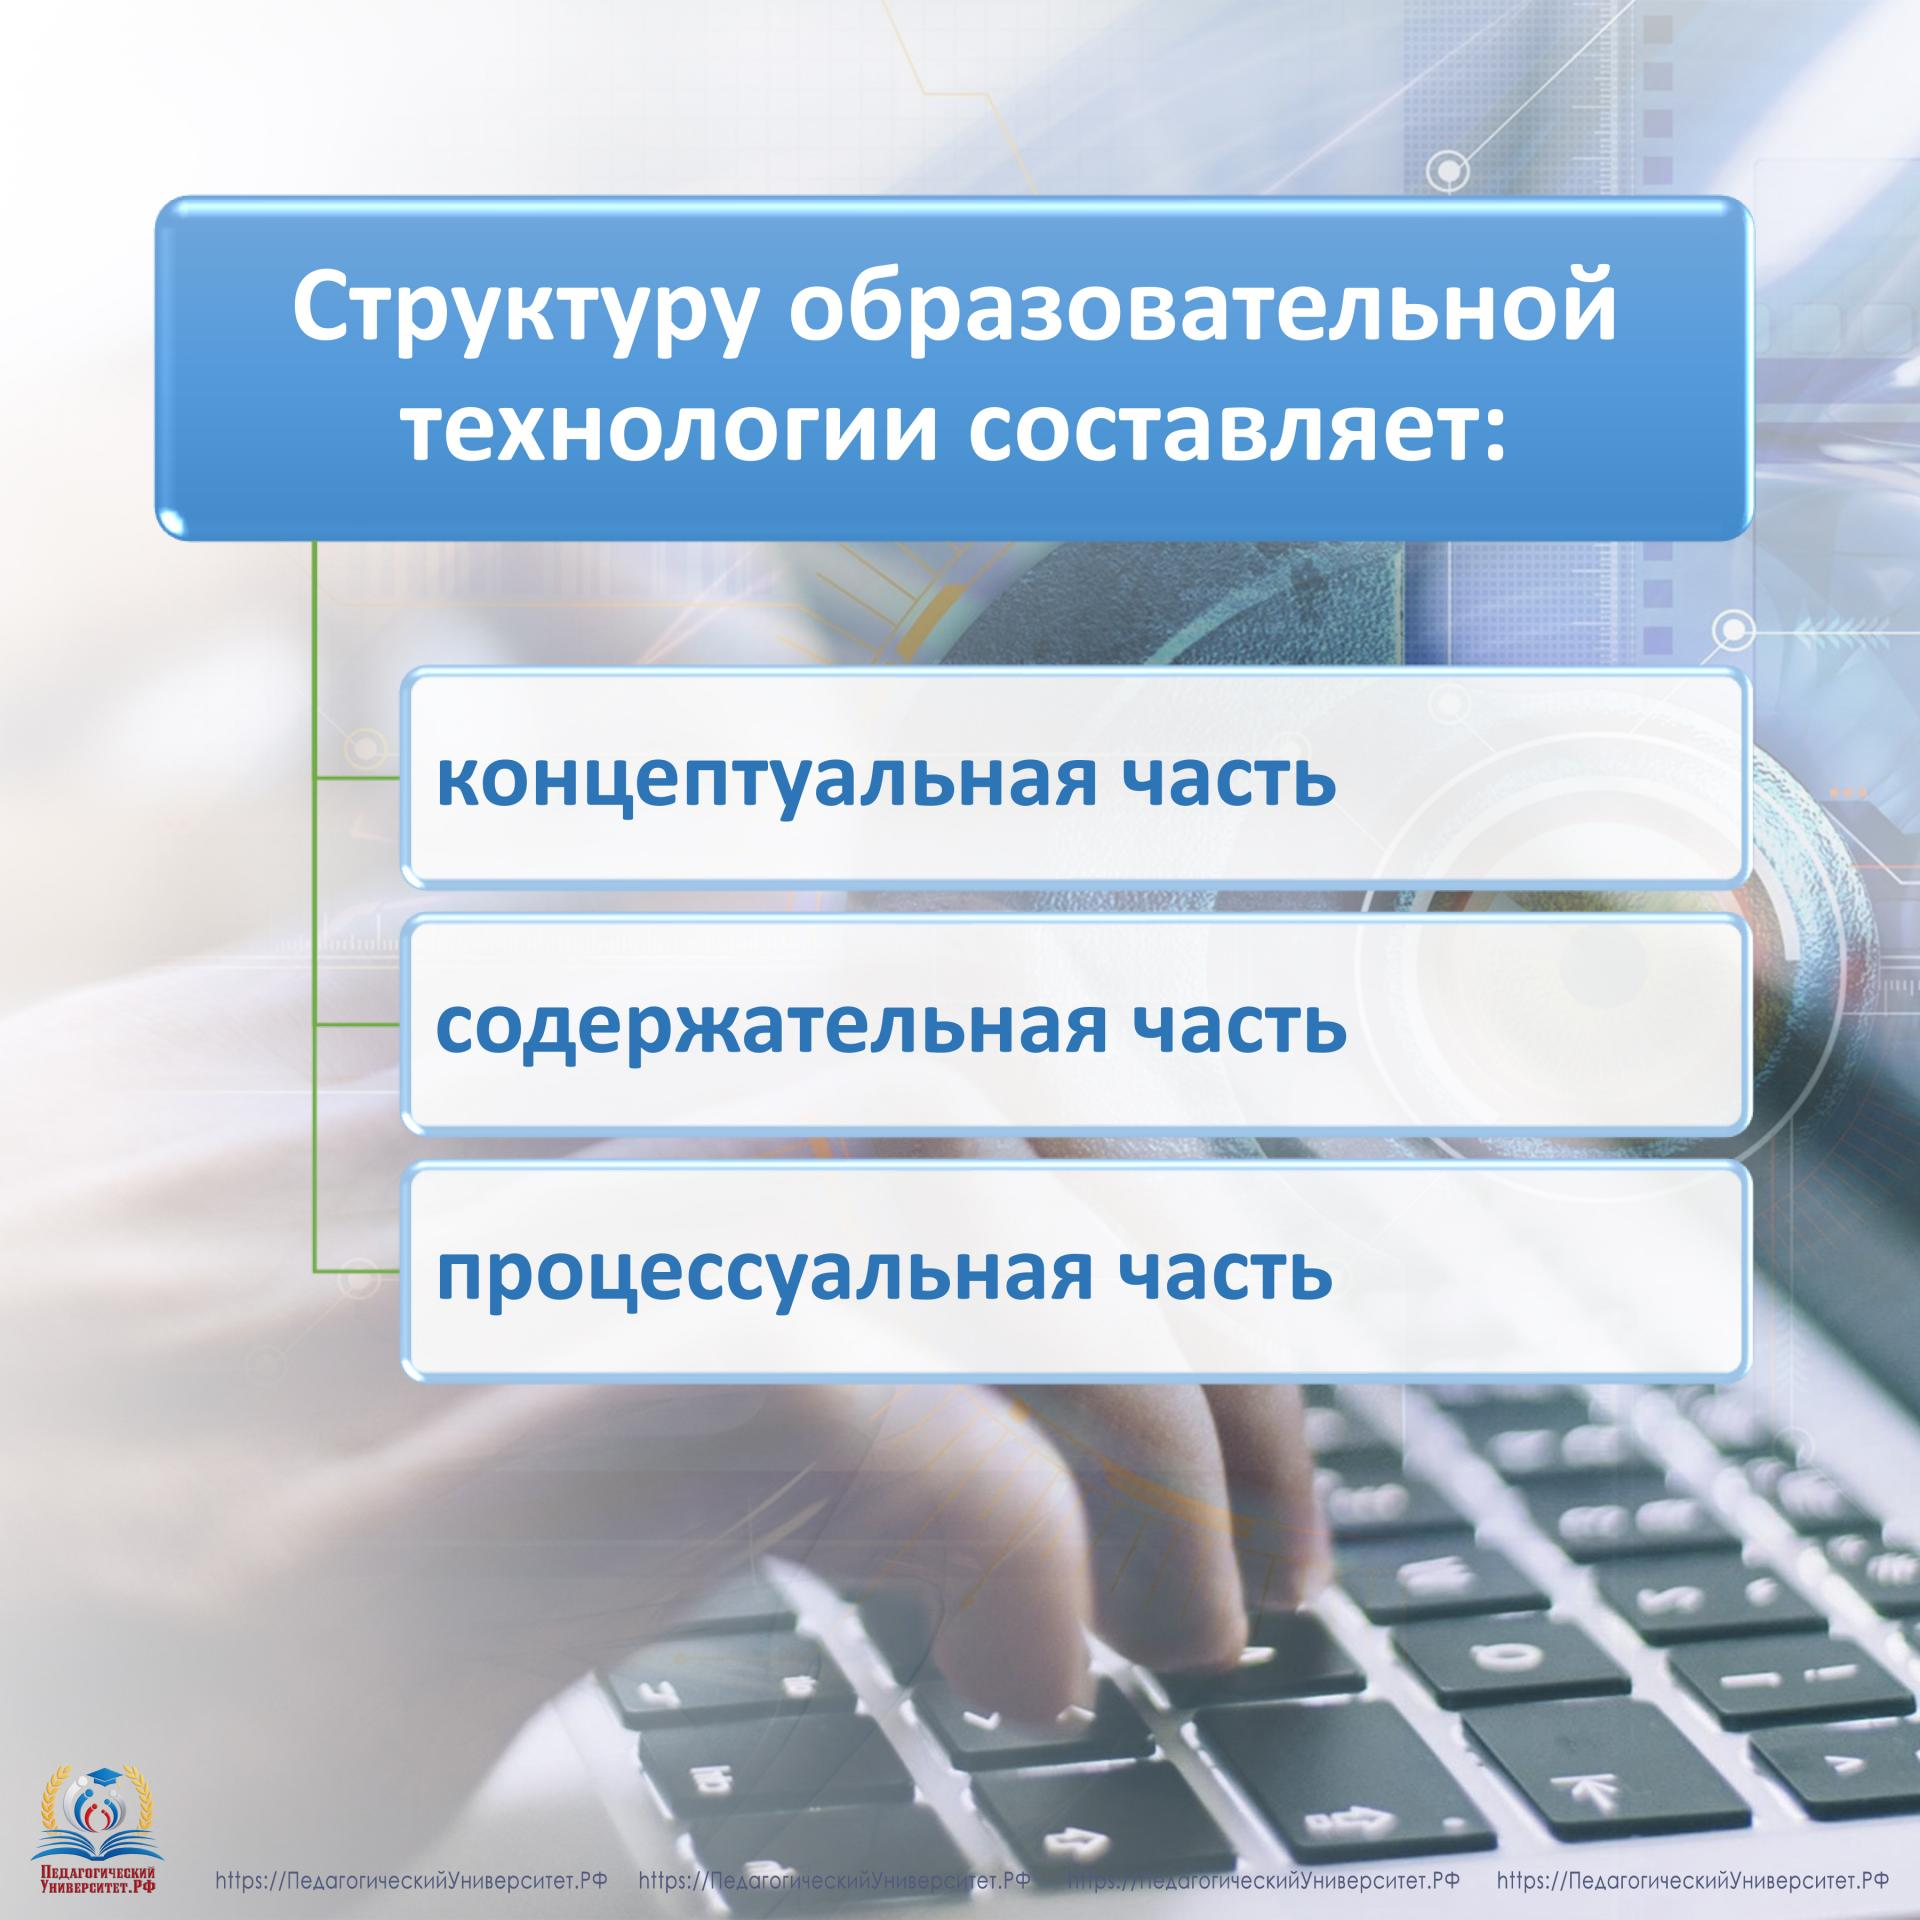 Структуру образовательной
технологии составляет:
концептуальная часть
содержательная часть
процессуальная часть
Педагогический
Университет.РФ
https://ПедагогическийУниверситет.РФ https://ПедагогическийУниверситет.РФ https://ПедагогическийУниверситет.РФ https://ПедагогическийУниверситет.РФ